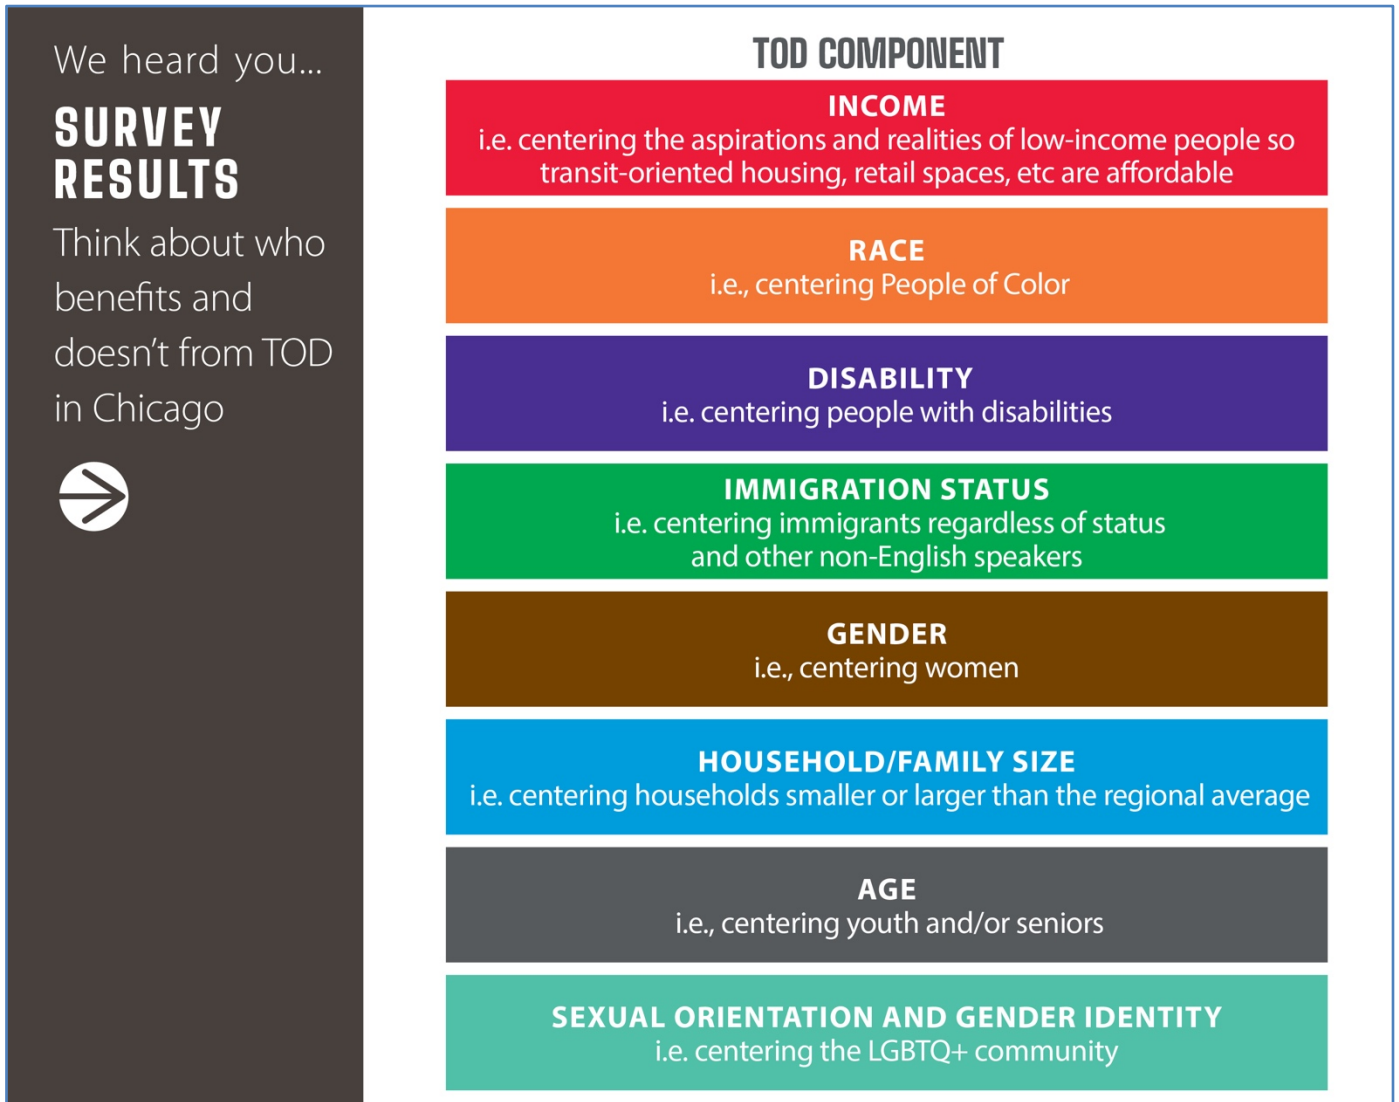 We heard you...
SURVEY
RESULTS
Think about who
benefits and
doesn't from TOD
in Chicago
TOD COMPONENT
INCOME
i.e. centering the aspirations and realities of low-income people so
transit-oriented housing, retail spaces, etc are affordable
RACE
i.e., centering People of Color
DISABILITY
i.e. centering people with disabilities
IMMIGRATION STATUS
i.e. centering immigrants regardless of status
and other non-English speakers
GENDER
i.e., centering women
HOUSEHOLD/FAMILY SIZE
i.e. centering households smaller or larger than the regional average
AGE
i.e., centering youth and/or seniors
SEXUAL ORIENTATION AND GENDER IDENTITY
i.e. centering the LGBTQ+ community